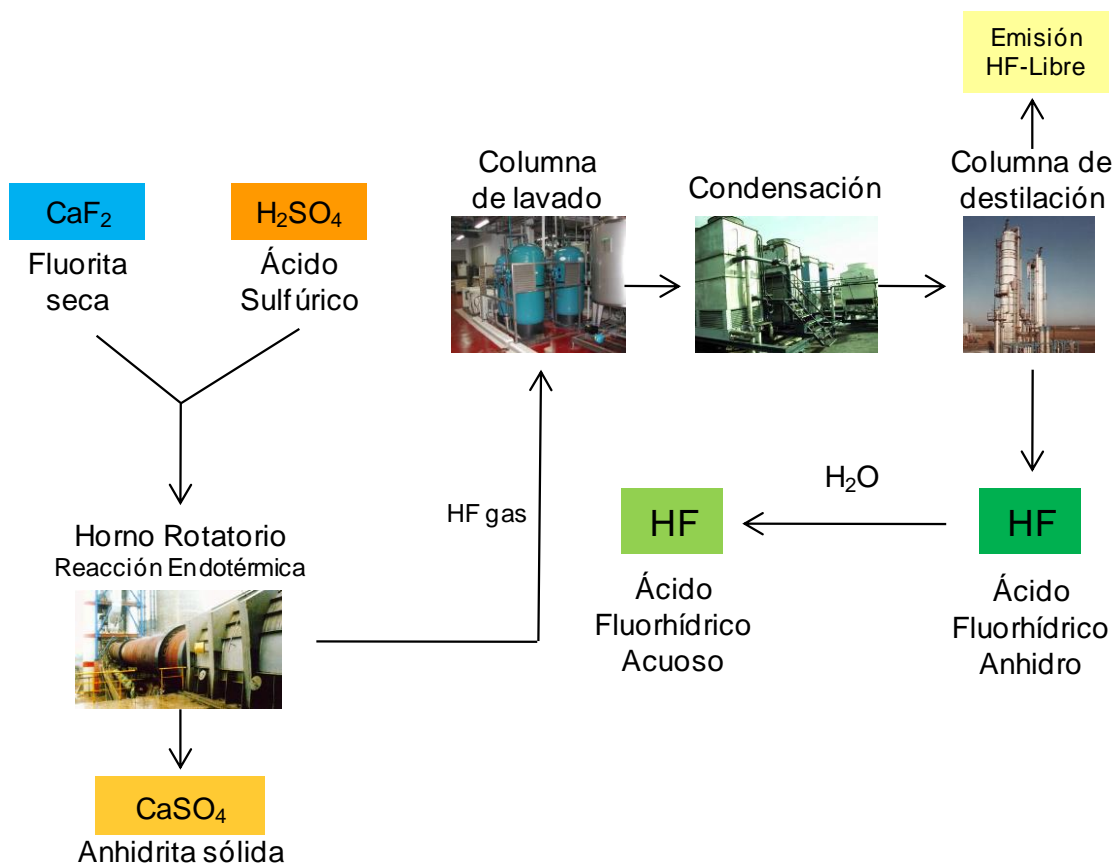 Emisión
HF-Libre
Columna
de lavado
Condensación
Columna de
destilación
CaF₂
H₂SO₄
Fluorita
seca
Ácido
Sulfúrico
HF gas
H₂O
HF
HF
Horno Rotatorio
Reacción Endotérmica
Ácido
Fluorhídrico
Acuoso
Ácido
Fluorhídrico
Anhidro
CaSO₄
Anhidrita sólida